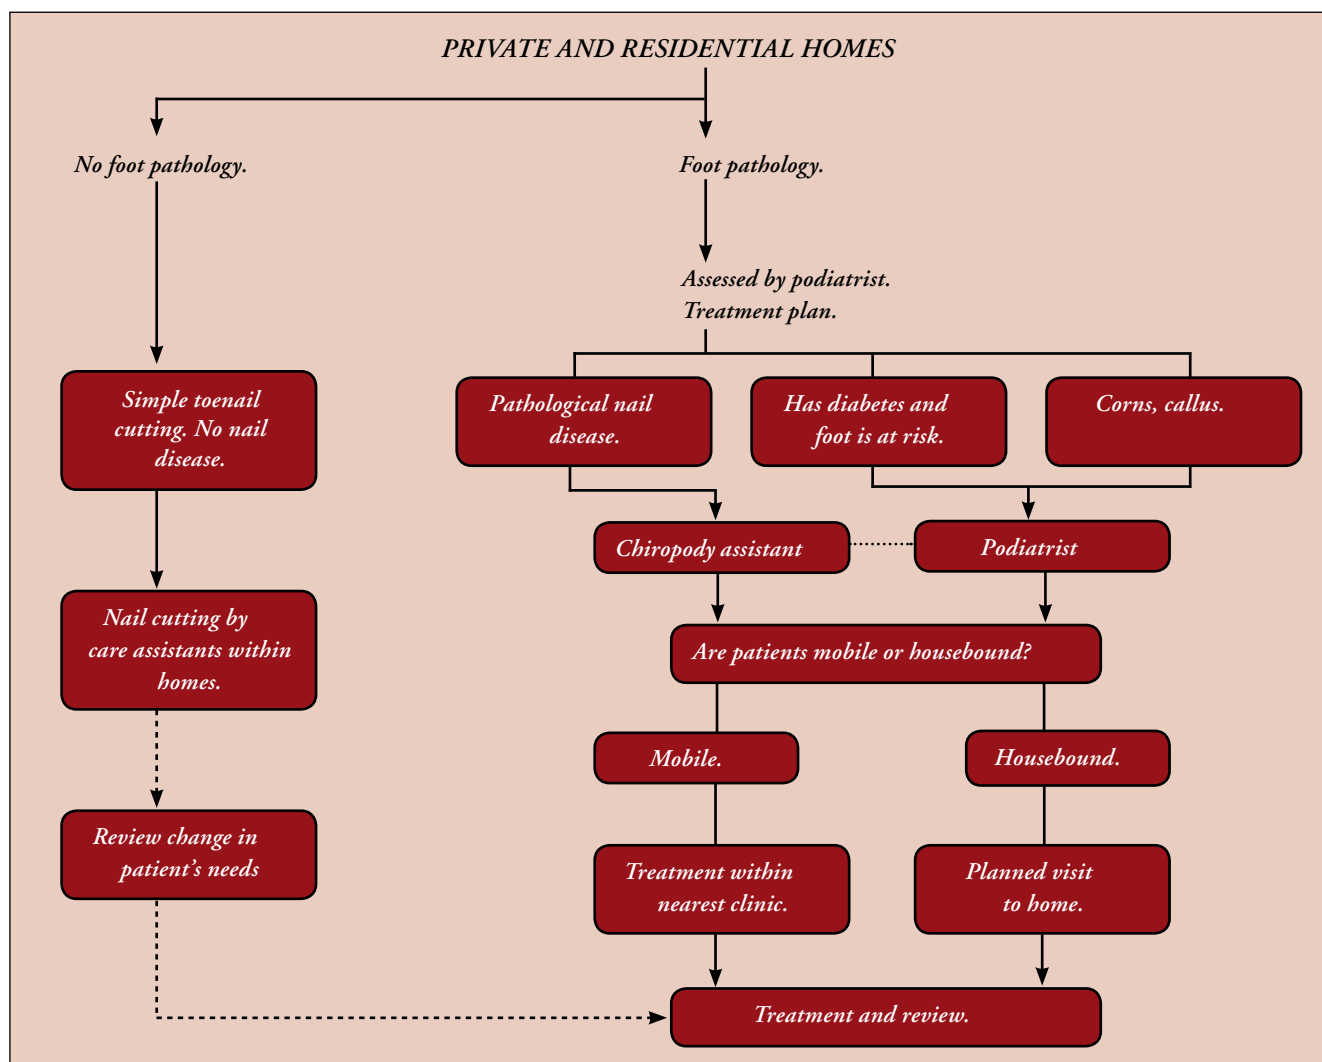 PRIVATE AND RESIDENTIAL HOMES
No foot pathology.
Foot pathology.
Assessed by podiatrist.
Treatment plan.
Simple toenail
cutting. No nail
disease.
Pathological nail
disease.
Has diabetes and
foot is at risk.
Corns, callus.
Chiropody assistant
Podiatrist
Nail cutting by
care assistants within
homes.
Are patients mobile or housebound?
Mobile.
Housebound.
Review change in
patient’s needs
Treatment within
nearest clinic.
Planned visit
to home.
Treatment and review.